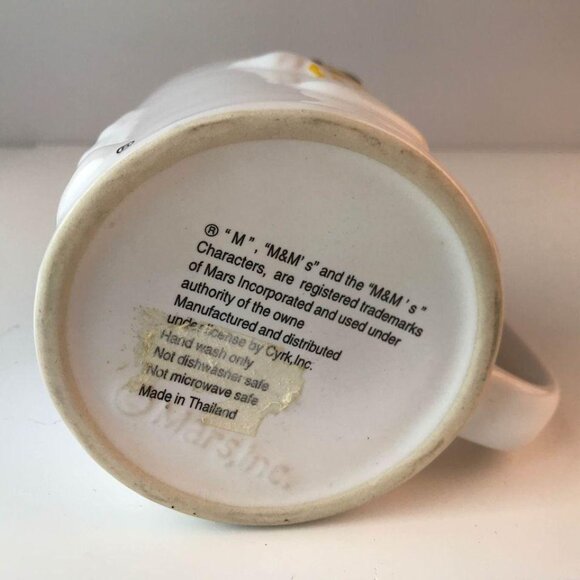 ® "M", "M&M's" and the "M&M's"
Characters, are registered trademarks
of Mars Incorporated and used under
authority of the owne
Manufactured and distributed
under license by Cyrk,Inc.
Hand wash only
Not dishwasher safe
Not microwave safe
Made in Thailand
© Mars, Inc.
®